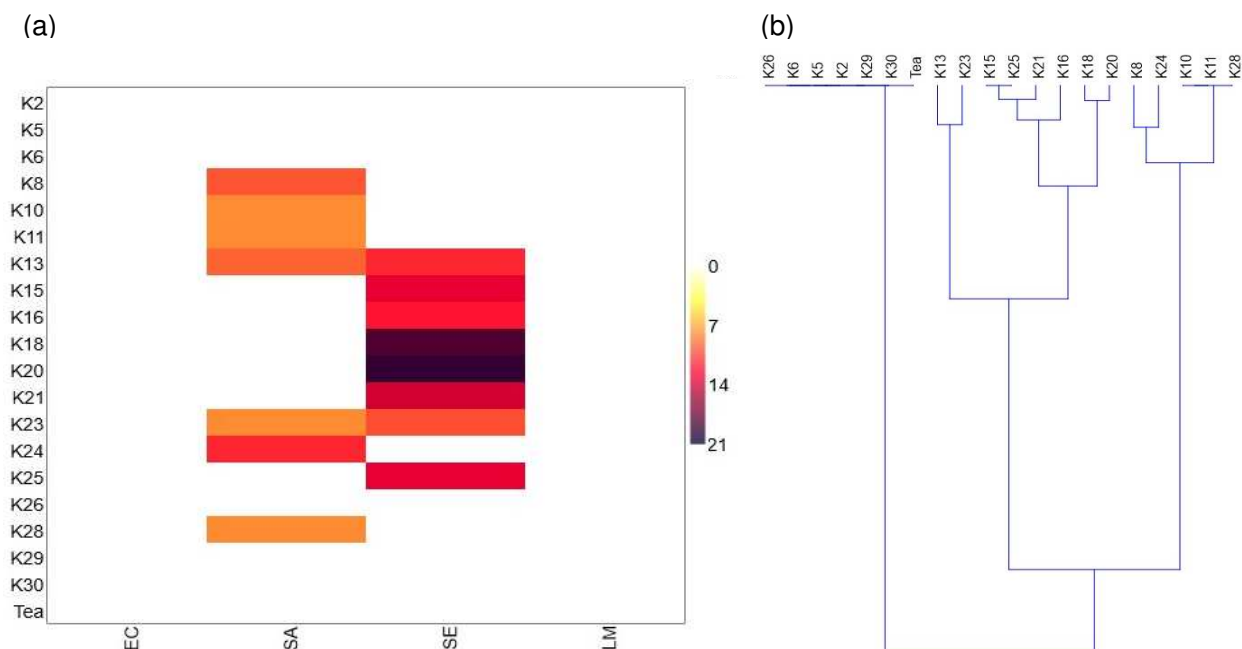 (a)
K2
K5
K6
K8
K10
K11
K13
K15
K16
K18
K20
K21
K23
K24
K25
K26
K28
K29
K30
Tea
EC
SA
SE
LM
0
7
14
21
(b)
K26
K6
K5
K2
K29
K30
Tea
K13
K23
K15
K25
K21
K16
K18
K20
K8
K24
K10
K11
K28